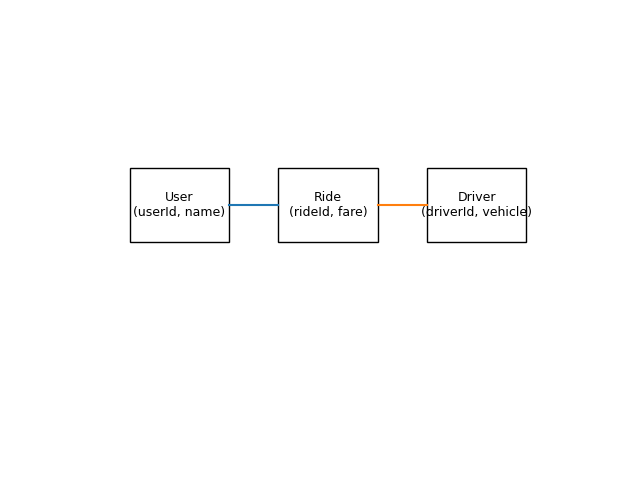 User
(userId, name)
Ride
(rideId, fare)
Driver
(driverId, vehicle)